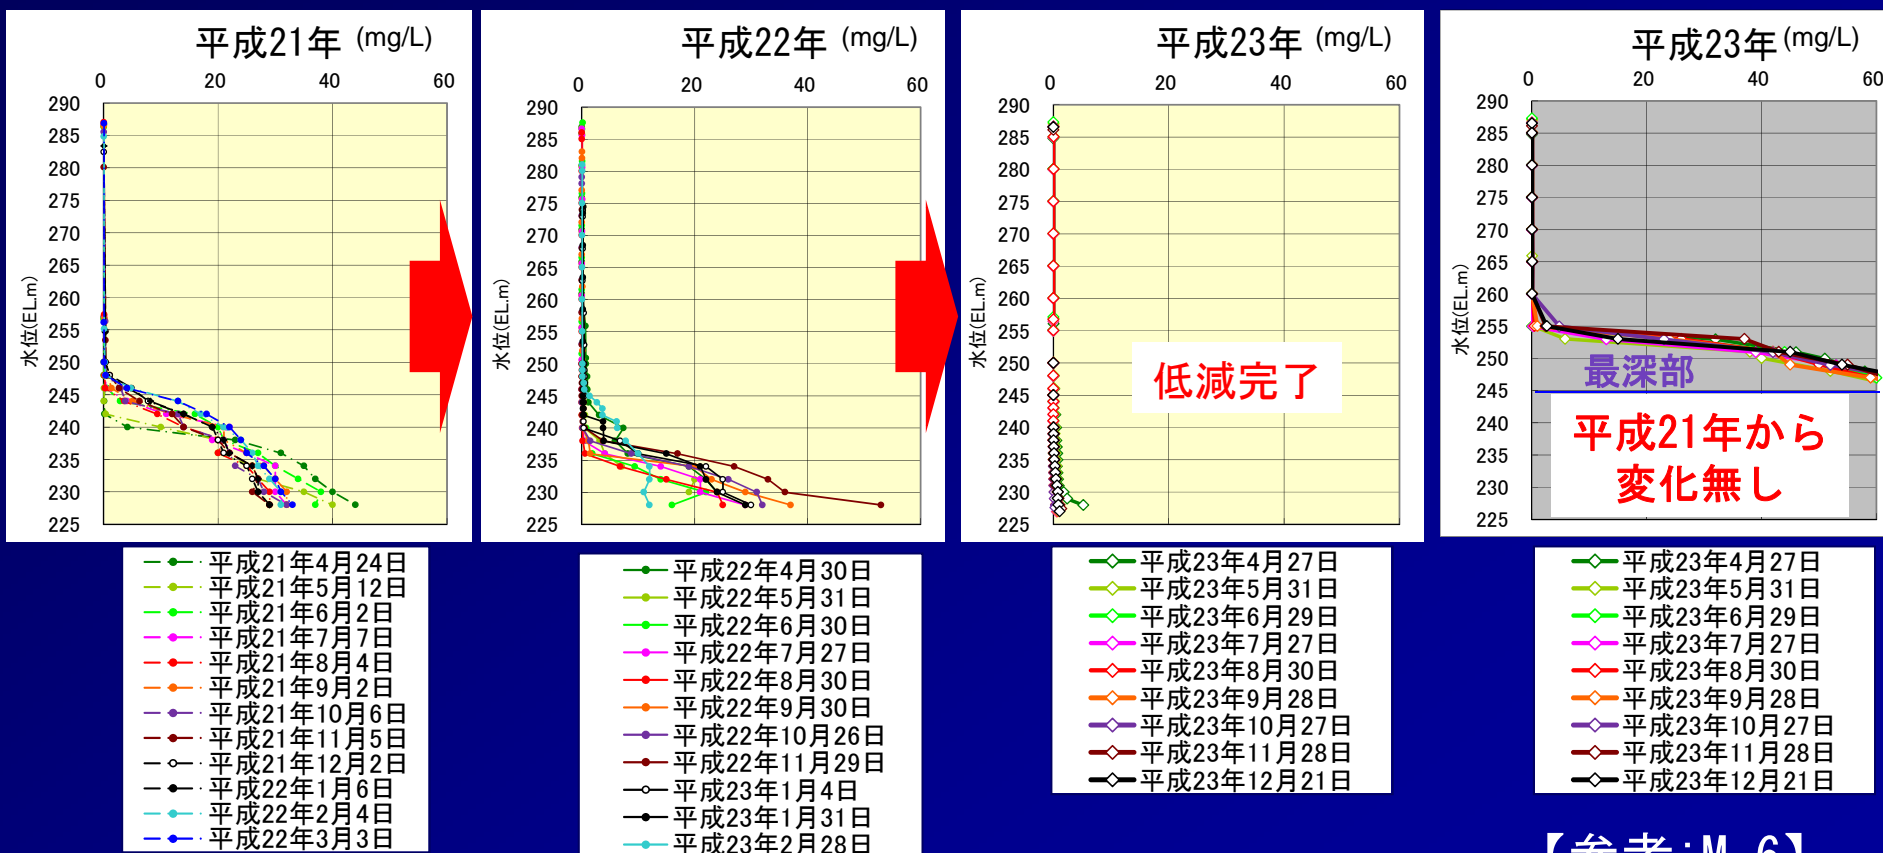 平成21年 (mg/L)
0 20 40 60
水位(EL.m)
290
285
280
275
270
265
260
255
250
245
240
235
230
225
平成21年4月24日
平成21年5月12日
平成21年6月2日
平成21年7月7日
平成21年8月4日
平成21年9月2日
平成21年10月6日
平成21年11月5日
平成21年12月2日
平成22年1月6日
平成22年2月4日
平成22年3月3日
平成22年 (mg/L)
0 20 40 60
水位(EL.m)
290
285
280
275
270
265
260
255
250
245
240
235
230
225
平成22年4月30日
平成22年5月31日
平成22年6月30日
平成22年7月27日
平成22年8月30日
平成22年9月30日
平成22年10月26日
平成22年11月29日
平成23年1月4日
平成23年1月31日
平成23年2月28日
平成23年 (mg/L)
0 20 40 60
水位(EL.m)
290
285
280
275
270
265
260
255
250
245
240
235
230
225
低減完了
平成23年4月27日
平成23年5月31日
平成23年6月29日
平成23年7月27日
平成23年8月30日
平成23年9月28日
平成23年10月27日
平成23年11月28日
平成23年12月21日
平成23年 (mg/L)
0 20 40 60
水位(EL.m)
290
285
280
275
270
265
260
255
250
245
240
235
230
225
最深部
平成21年から
変化無し
平成23年4月27日
平成23年5月31日
平成23年6月29日
平成23年7月27日
平成23年8月30日
平成23年9月28日
平成23年10月27日
平成23年11月28日
平成23年12月21日
【参考:M-6】